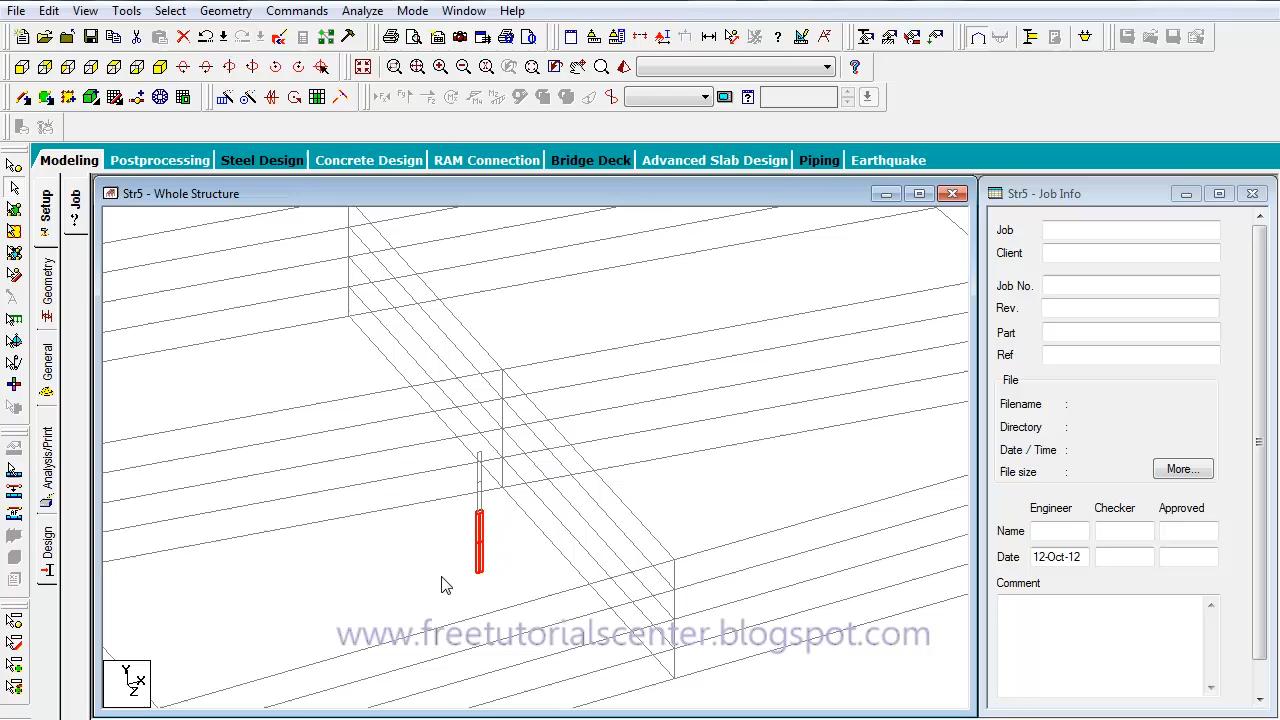 File Edit View Tools Select Geometry Commands Analyze Mode Window Help
Modeling Postprocessing Steel Design Concrete Design RAM Connection Bridge Deck Advanced Slab Design Piping Earthquake
Setup
Geometry
General
Analysis/Print
Design
Job
Str5 - Whole Structure
Y
X
Z
www.freetutorialscenter.blogspot.com
Str5 - Job Info
Job
Client
Job No.
Rev.
Part
Ref
File
Filename :
Directory :
Date / Time :
File size :
More...
Engineer Checker Approved
Name
Date 12-Oct-12
Comment